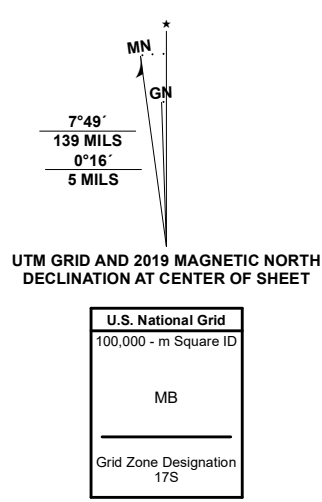 MN
GN
7°49´
139 MILS
0°16´
5 MILS
UTM GRID AND 2019 MAGNETIC NORTH
DECLINATION AT CENTER OF SHEET
U.S. National Grid
100,000 - m Square ID
MB
Grid Zone Designation
17S